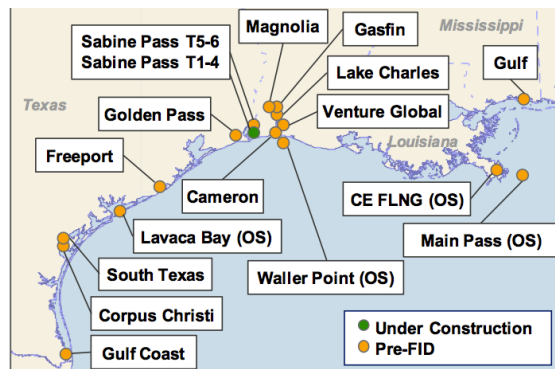 Magnolia
Mississippi
Sabine Pass T5-6
Sabine Pass T1-4
Gasfin
Gulf
Lake Charles
Texas
Golden Pass
Venture Global
Louisiana
Freeport
Cameron
CE FLNG (OS)
Lavaca Bay (OS)
Main Pass (OS)
South Texas
Waller Point (OS)
Corpus Christi
Under Construction
Gulf Coast
Pre-FID